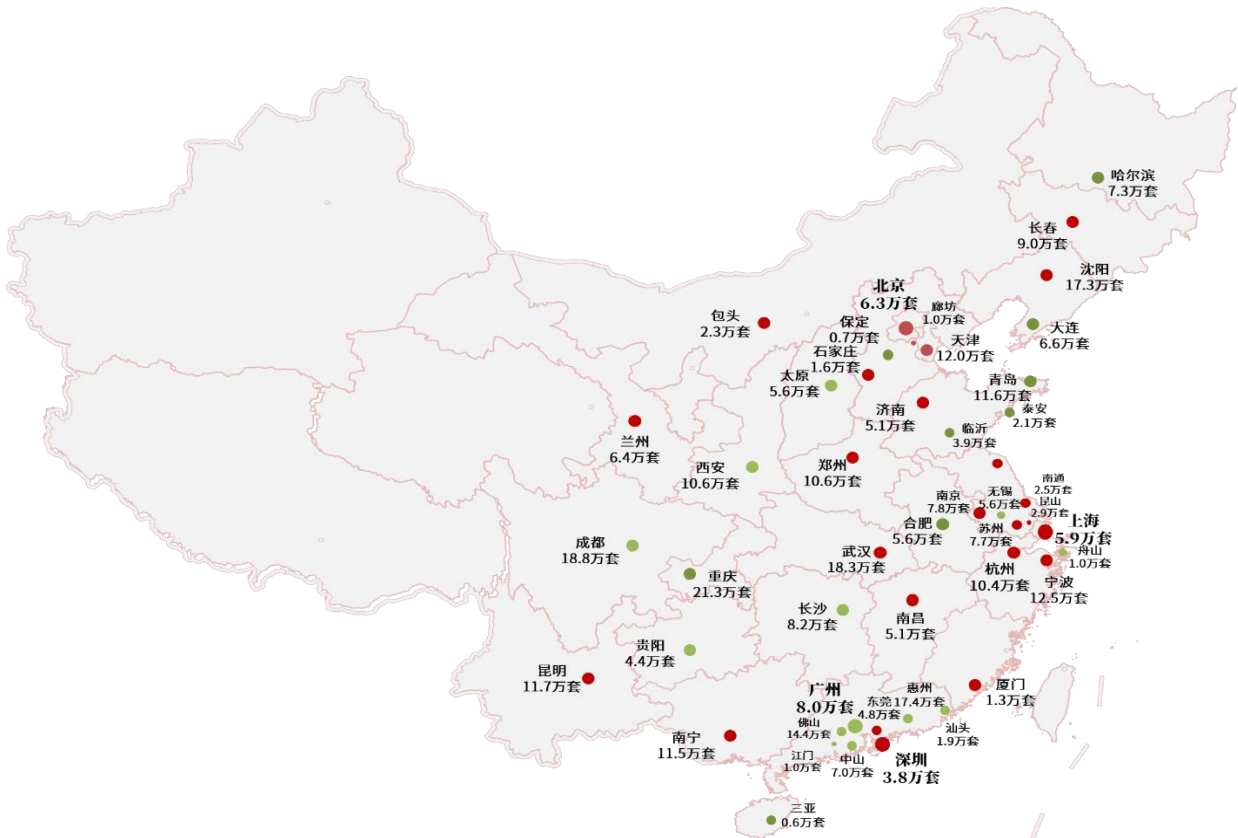 哈尔滨
7.3万套
长春
9.0万套
沈阳
17.3万套
北京
6.3万套
廊坊
1.0万套
包头
2.3万套
保定
0.7万套
大连
6.6万套
天津
12.0万套
石家庄
1.6万套
太原
5.6万套
青岛
11.6万套
济南
5.1万套
泰安
2.1万套
临沂
3.9万套
兰州
6.4万套
西安
10.6万套
郑州
10.6万套
南通
2.5万套
南京
7.8万套
无锡
5.6万套
昆山
2.9万套
合肥
5.6万套
苏州
7.7万套
上海
5.9万套
成都
18.8万套
武汉
18.3万套
舟山
1.0万套
杭州
10.4万套
宁波
12.5万套
重庆
21.3万套
长沙
8.2万套
南昌
5.1万套
贵阳
4.4万套
昆明
11.7万套
广州
8.0万套
惠州
17.4万套
东莞
4.8万套
厦门
1.3万套
佛山
14.4万套
汕头
1.9万套
南宁
11.5万套
江门
1.0万套
中山
7.0万套
深圳
3.8万套
三亚
0.6万套